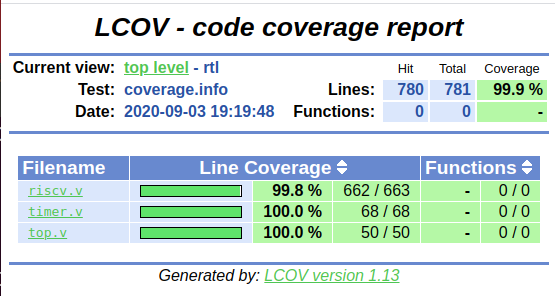 LCOV - code coverage report
Current view: top level - rtl Hit Total Coverage
Test: coverage.info Lines: 780 781 99.9 %
Date: 2020-09-03 19:19:48 Functions: 0 0 -
Filename Line Coverage Functions
riscv.v 99.8 % 662 / 663 - 0 / 0
timer.v 100.0 % 68 / 68 - 0 / 0
top.v 100.0 % 50 / 50 - 0 / 0
Generated by: LCOV version 1.13